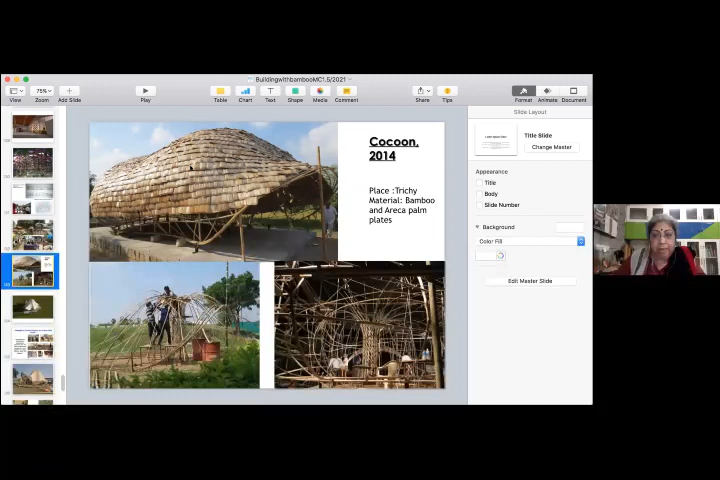 BuildingwithbambooMC1.5/2021
75%
View
Zoom
Add Slide
Play
Table
Chart
Text
Shape
Media
Comment
Share
Tips
Format
Animate
Document
Slide Layout
Title Slide
Change Master
Appearance
Title
Body
Slide Number
Background
Color Fill
Edit Master Slide
Cocoon,
2014
Place :Trichy
Material: Bamboo
and Areca palm
plates